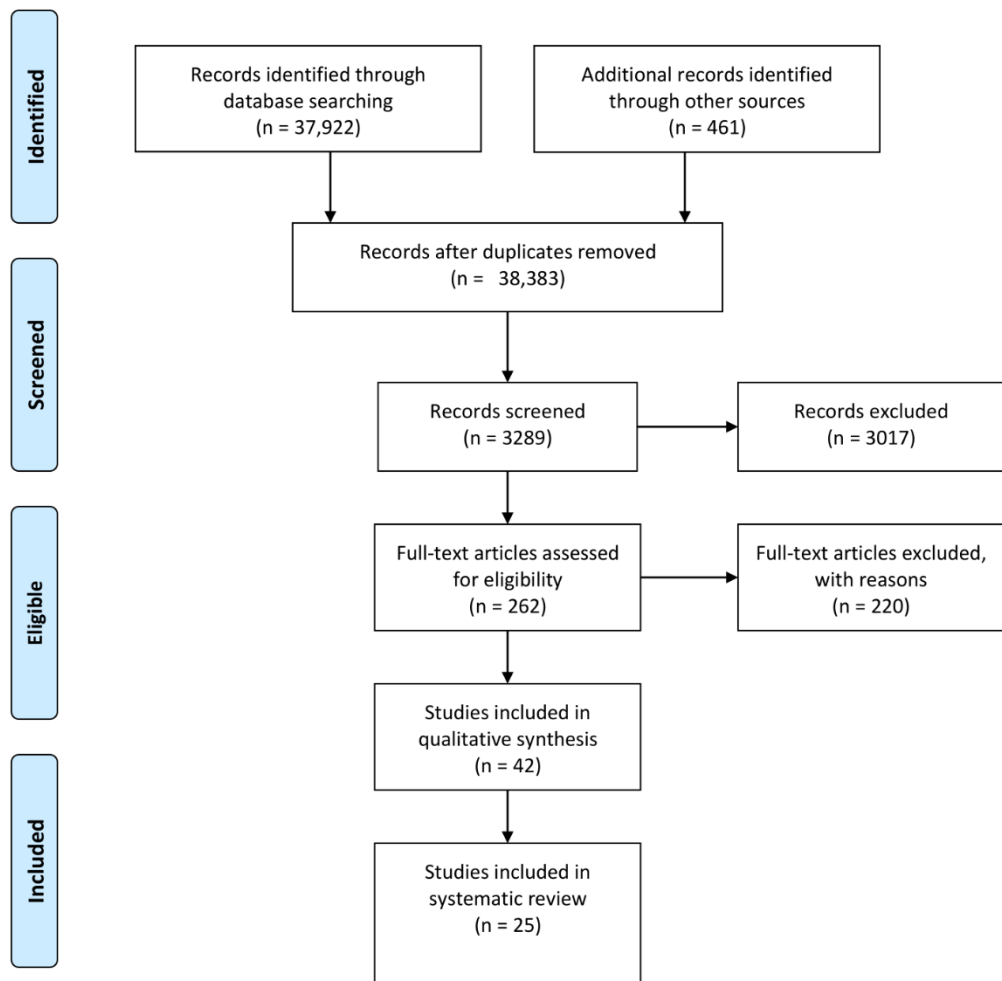 Identified
Records identified through
database searching
(n = 37,922)
Additional records identified
through other sources
(n = 461)
Records after duplicates removed
(n = 38,383)
Screened
Records screened
(n = 3289)
Records excluded
(n = 3017)
Eligible
Full-text articles assessed
for eligibility
(n = 262)
Full-text articles excluded,
with reasons
(n = 220)
Studies included in
qualitative synthesis
(n = 42)
Included
Studies included in
systematic review
(n = 25)